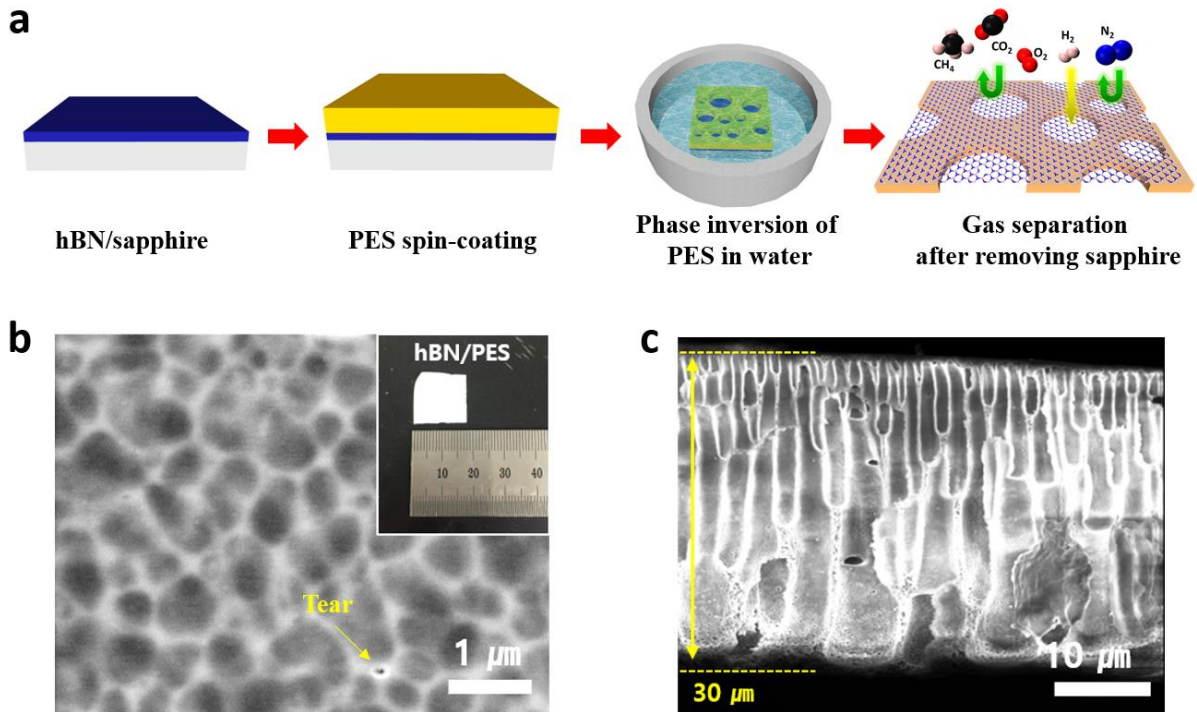 a
CH4
CO2
O2
H2
N2
hBN/sapphire
PES spin-coating
Phase inversion of
PES in water
Gas separation
after removing sapphire
b
hBN/PES
10 20 30 40
Tear
1 ㎛
c
30 ㎛
10 ㎛